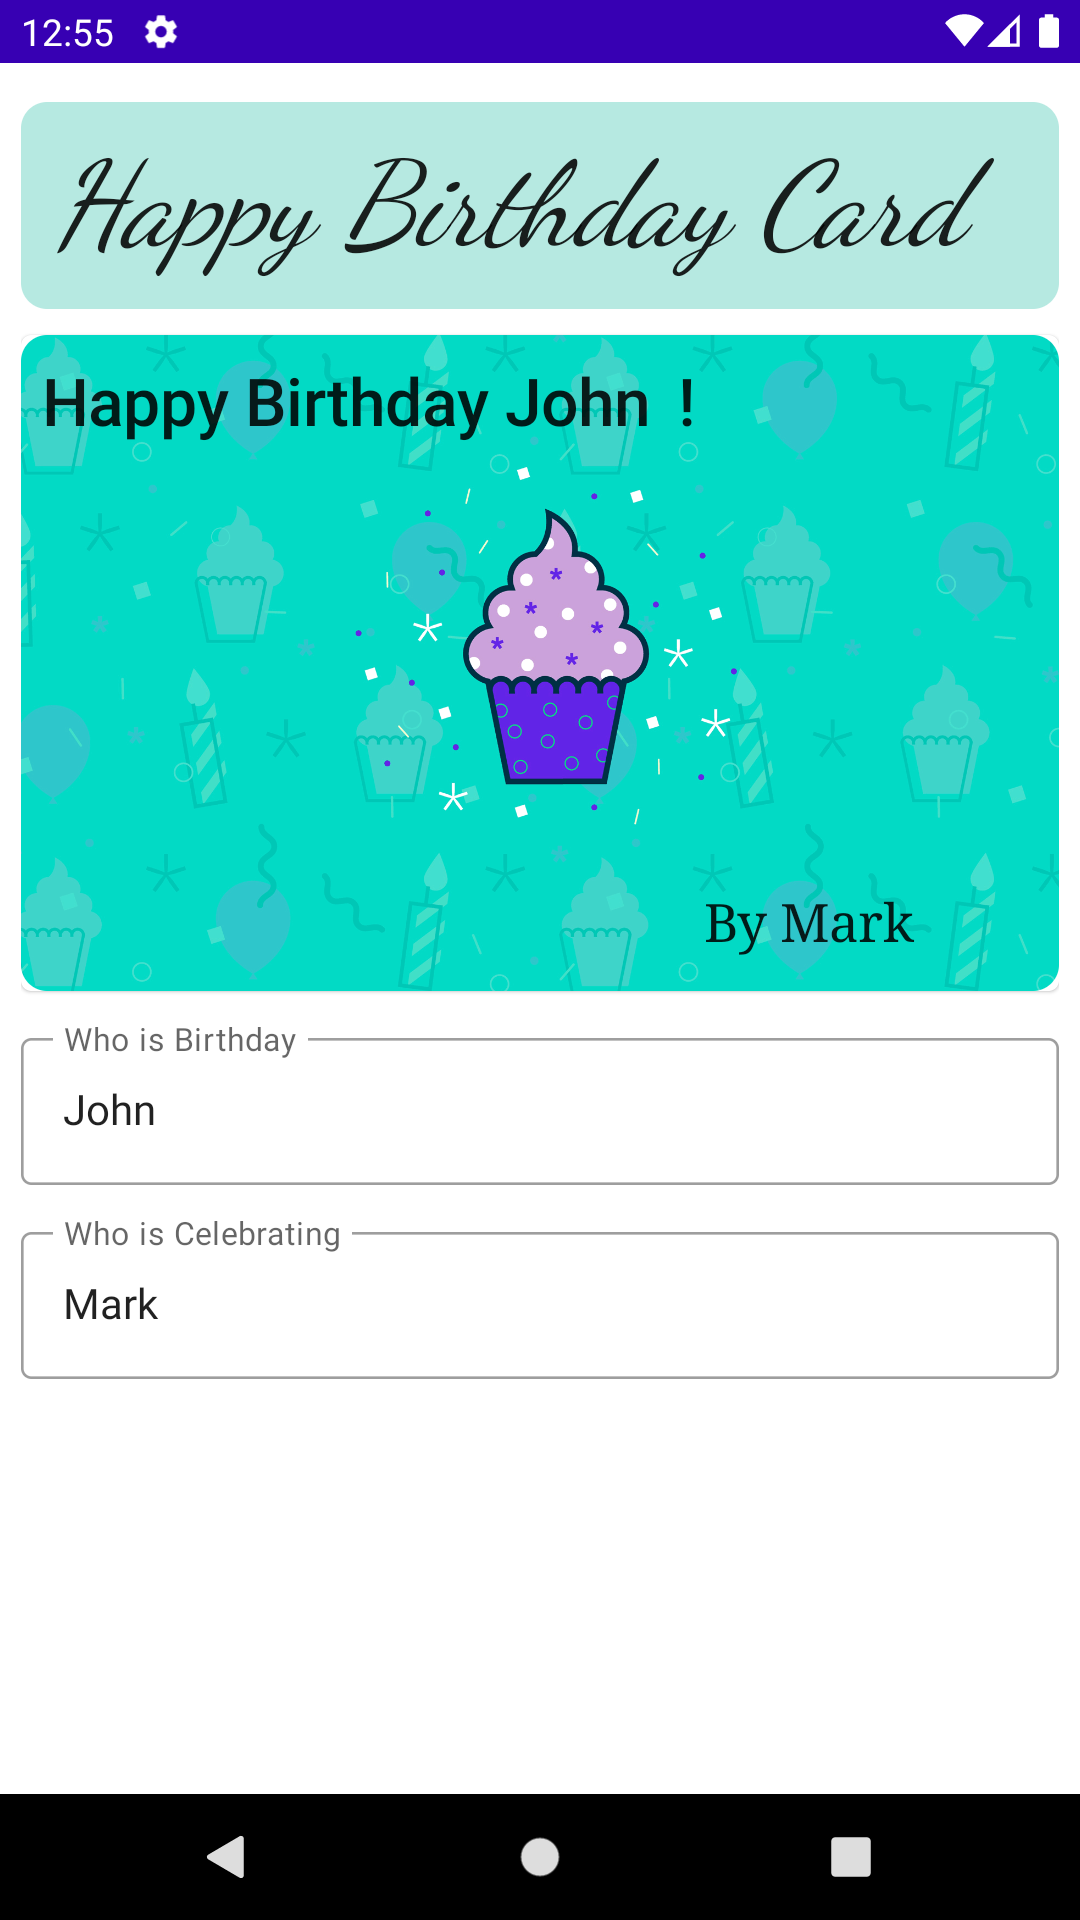 12:55
Happy Birthday Card
Happy Birthday John !
By Mark
Who is Birthday
John
Who is Celebrating
Mark